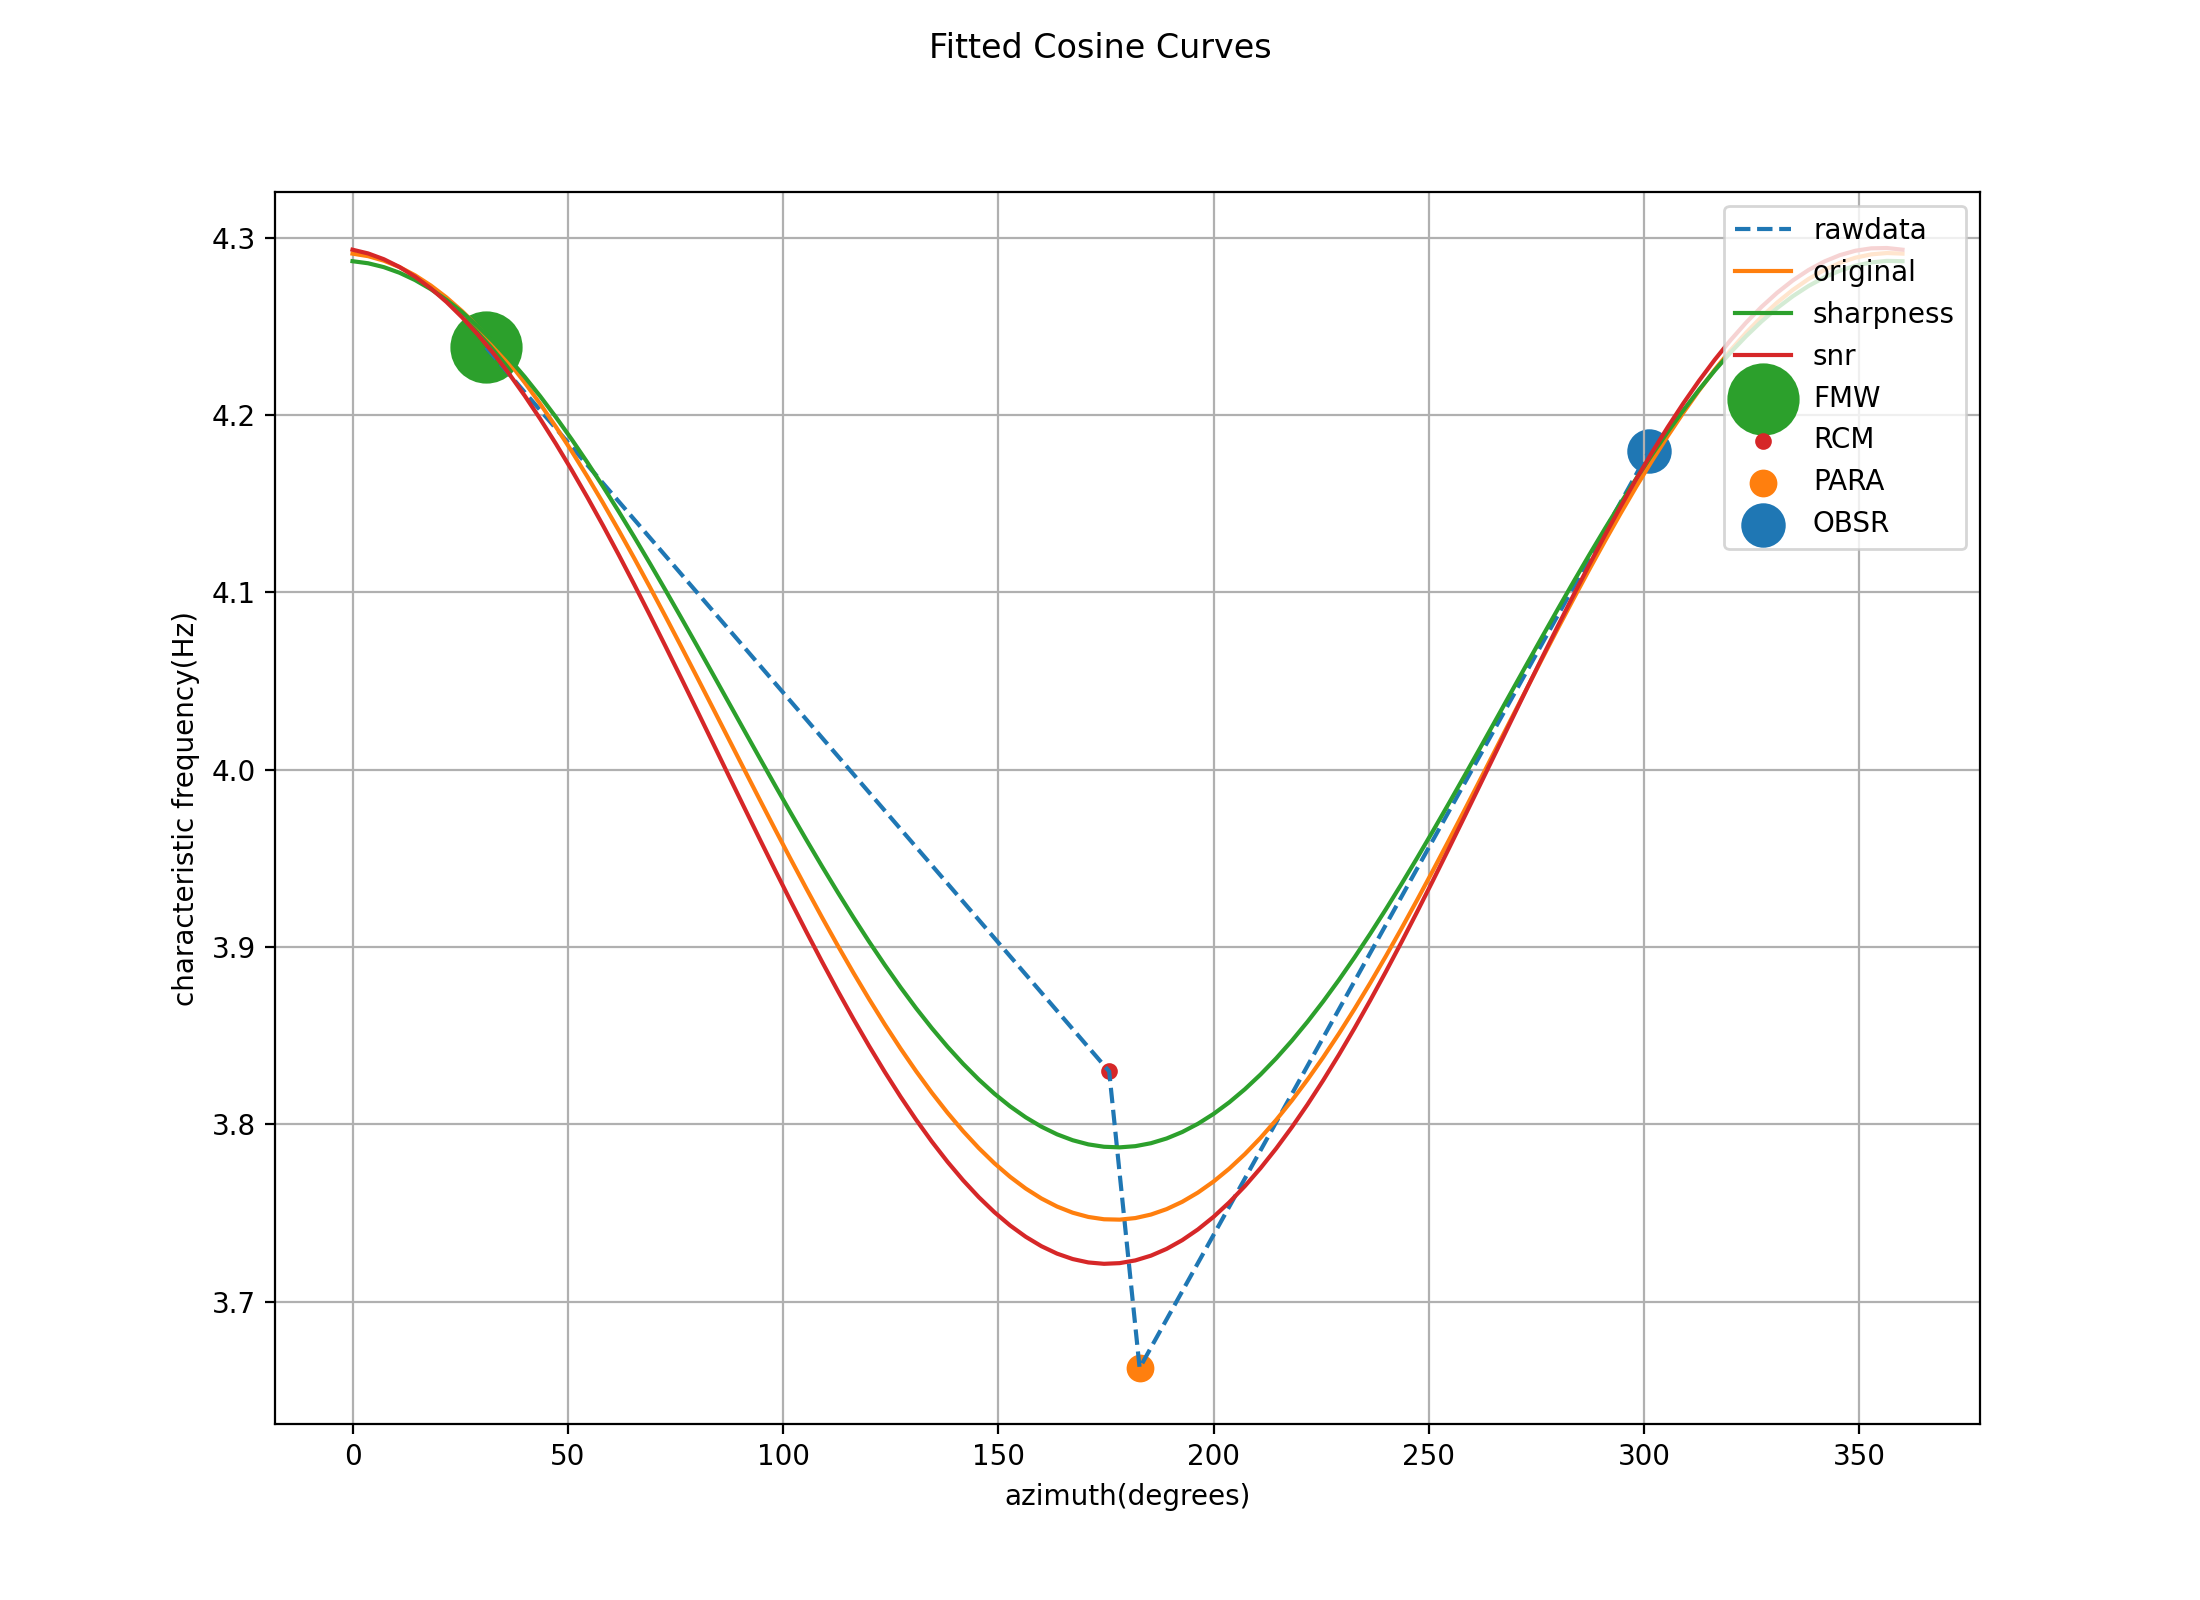 Fitted Cosine Curves
characteristic frequency(Hz)
4.3
4.2
4.1
4.0
3.9
3.8
3.7
rawdata
original
sharpness
snr
FMW
RCM
PARA
OBSR
0 50 100 150 200 250 300 350
azimuth(degrees)